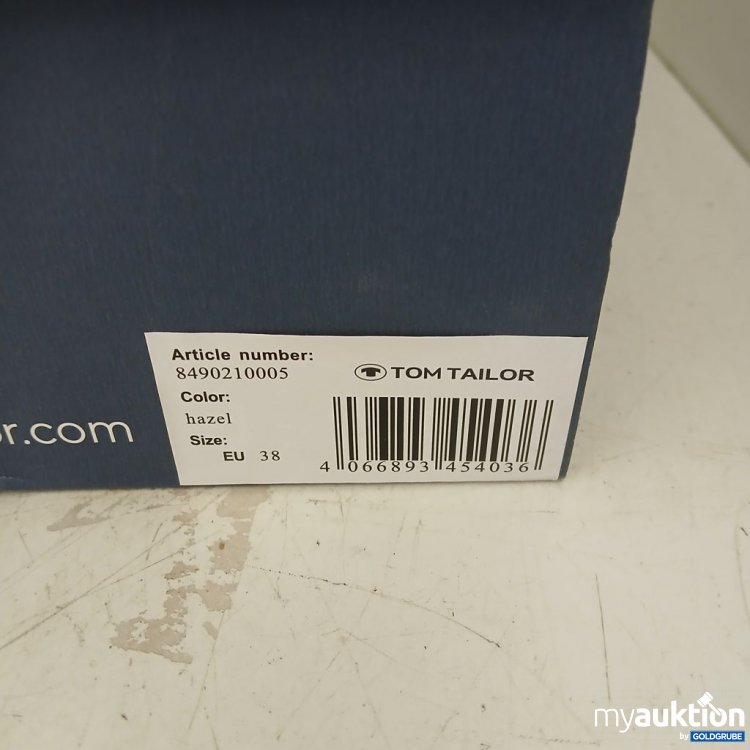 Article number:
8490210005
TOM TAILOR
Color:
hazel
Size:
EU 38
4 066893 454036
r.com
myauktion
by GOLDGRUBE